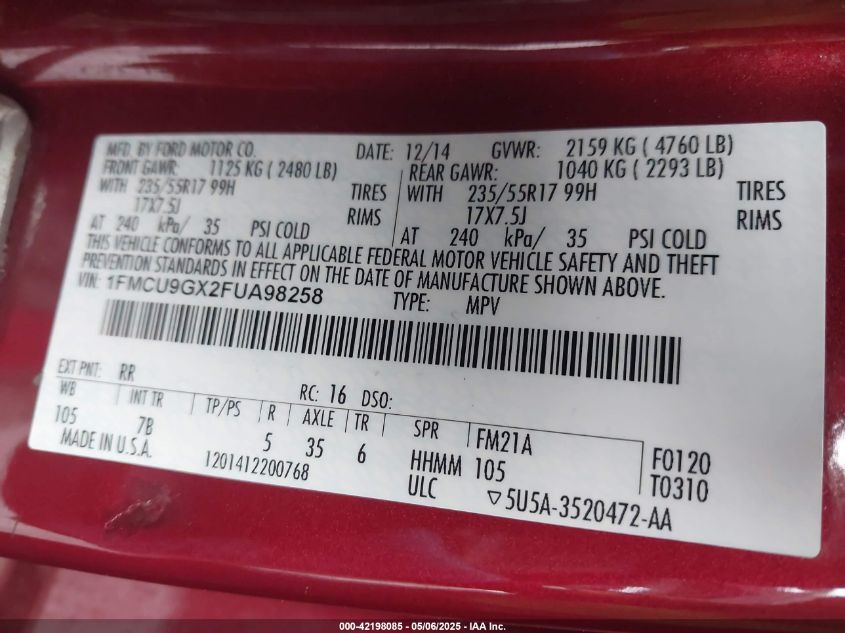 MFD. BY FORD MOTOR CO. DATE: 12/14 GVWR: 2159 KG ( 4760 LB)
FRONT GAWR: 1125 KG ( 2480 LB) REAR GAWR: 1040 KG ( 2293 LB)
WITH 235/55R17 99H TIRES WITH 235/55R17 99H TIRES
17X7.5J RIMS 17X7.5J RIMS
AT 240 kPa/ 35 PSI COLD AT 240 kPa/ 35 PSI COLD
THIS VEHICLE CONFORMS TO ALL APPLICABLE FEDERAL MOTOR VEHICLE SAFETY AND THEFT
PREVENTION STANDARDS IN EFFECT ON THE DATE OF MANUFACTURE SHOWN ABOVE.
VIN: 1FMCU9GX2FUA98258 TYPE: MPV
EXT PNT: RR RC: 16 DSO:
WB INT TR TP/PS R AXLE TR SPR FM21A F0120
105 7B 5 35 6 HHMM 105 T0310
MADE IN U.S.A. 1201412200768 ULC ▽5U5A-3520472-AA
000-42198085 - 05/06/2025 - IAA Inc.